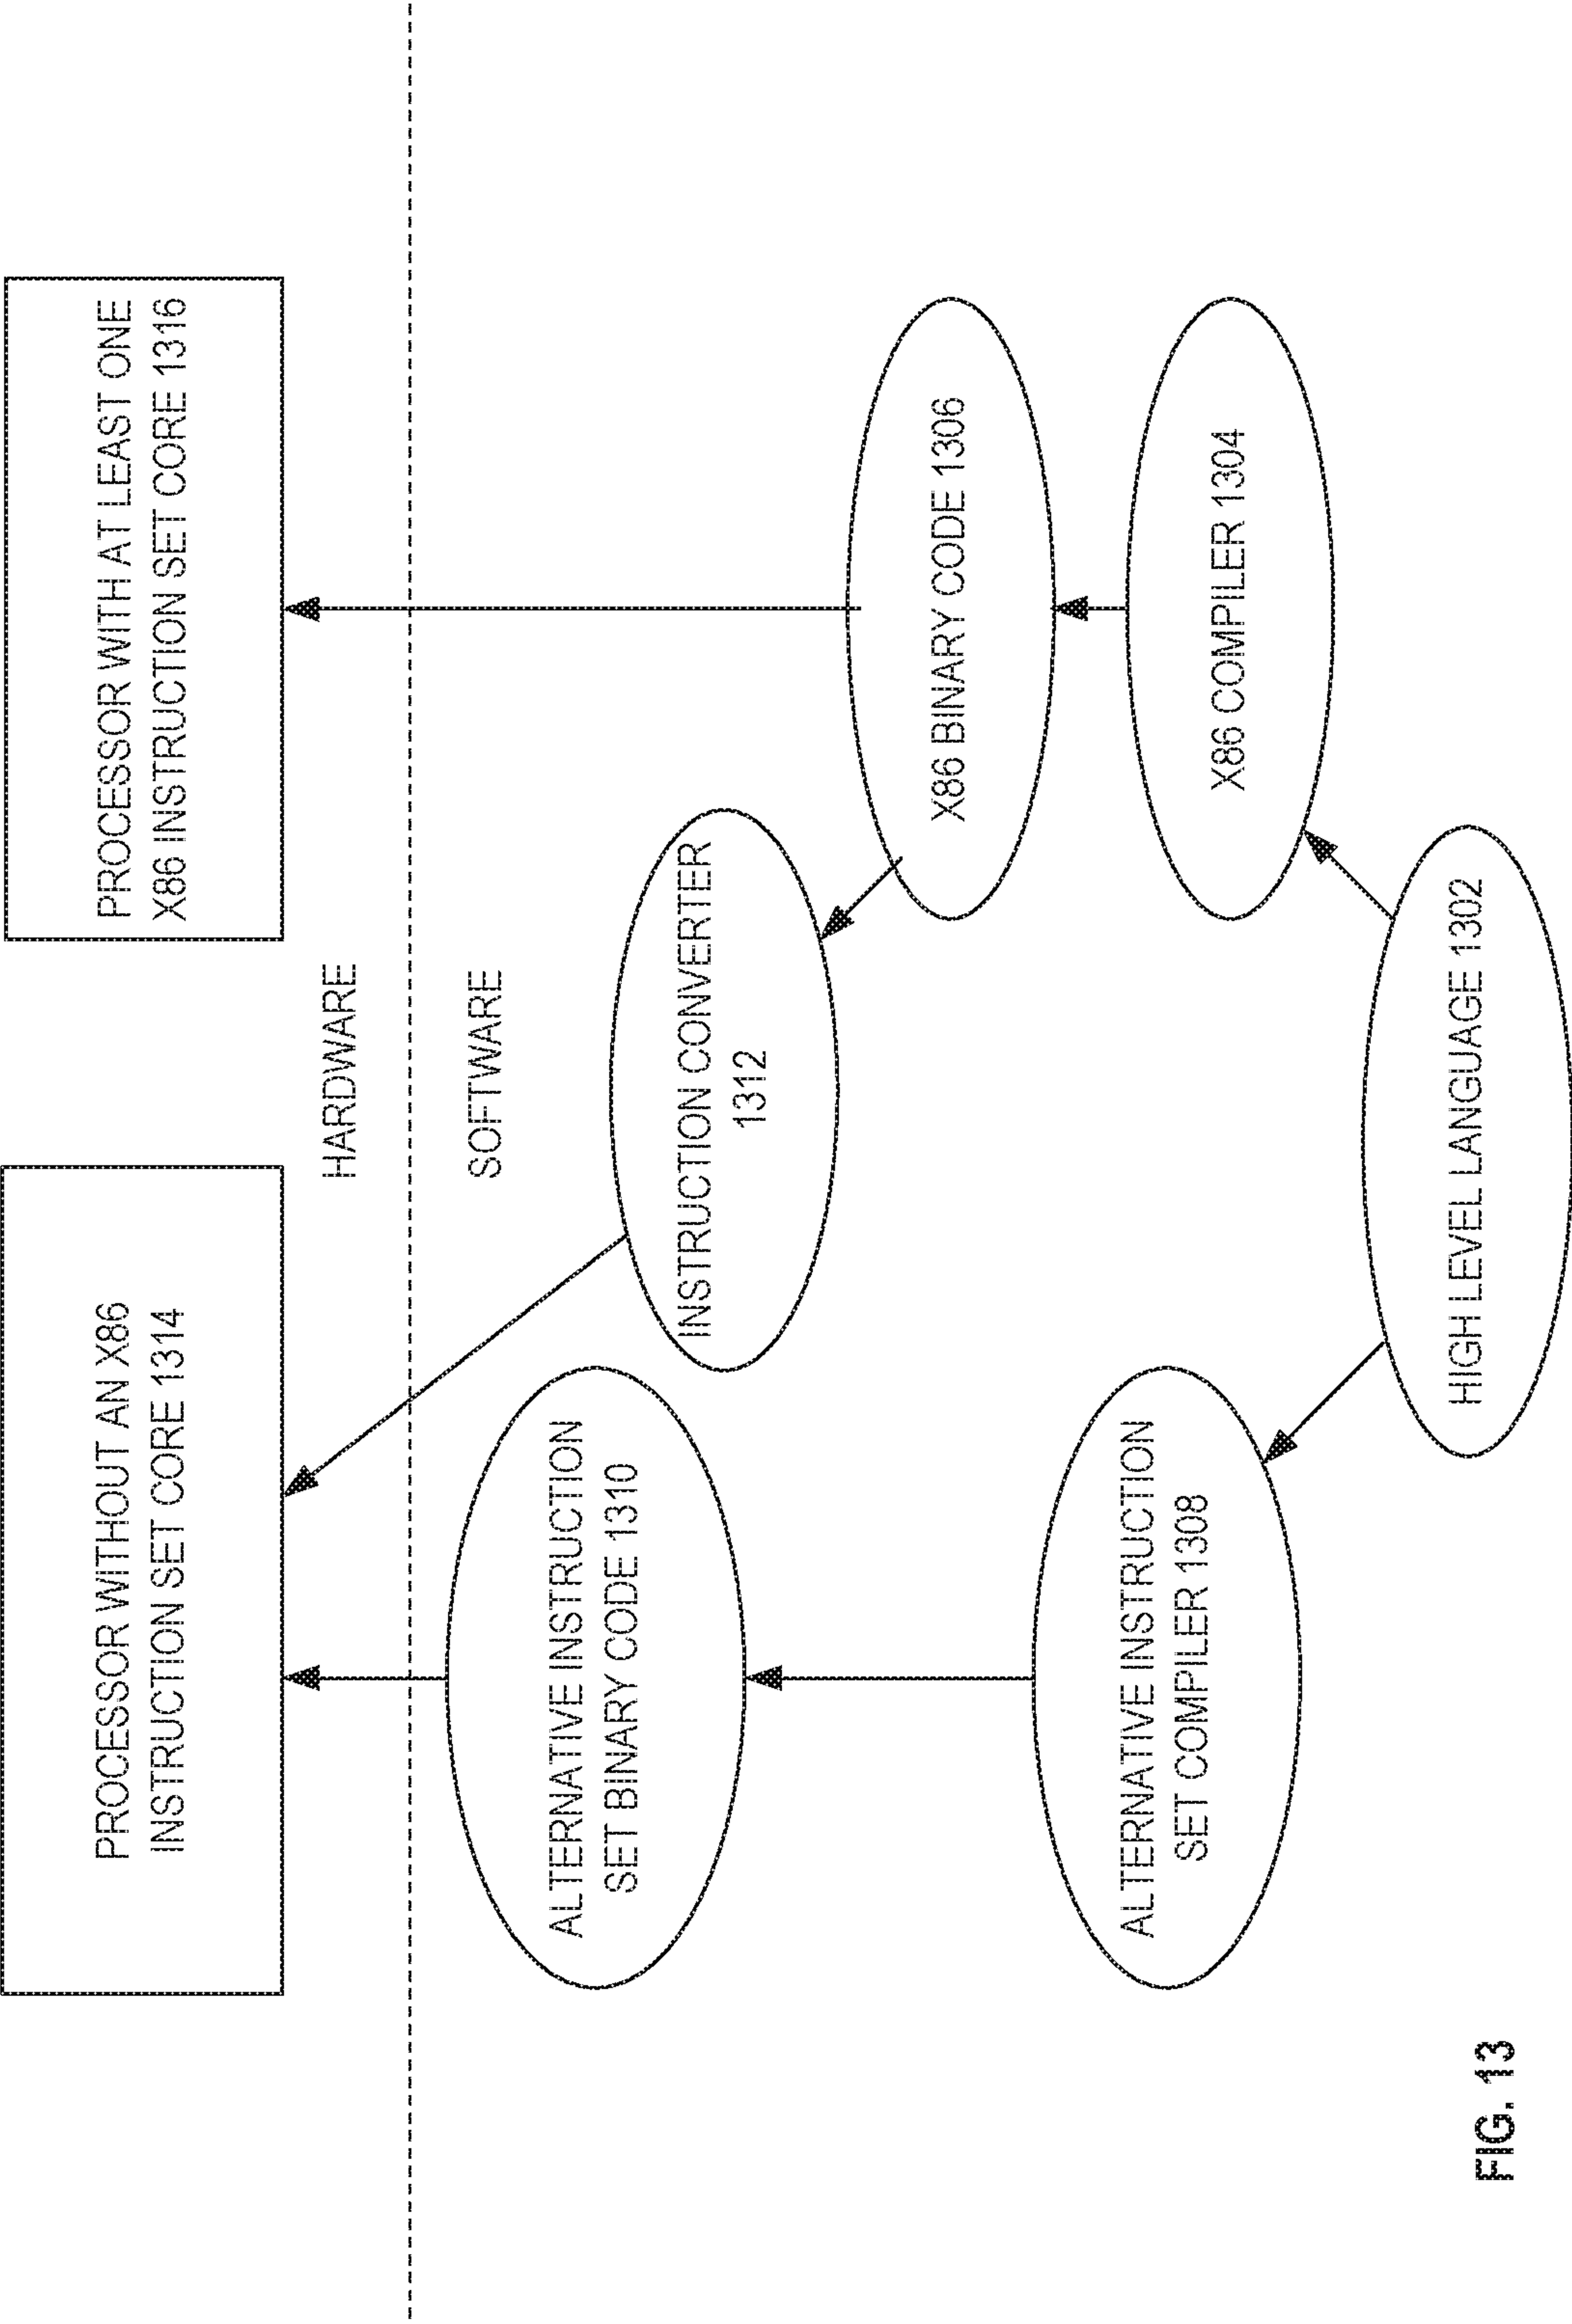 PROCESSOR WITHOUT AN X86
INSTRUCTION SET CORE 1314
PROCESSOR WITH AT LEAST ONE
X86 INSTRUCTION SET CORE 1316
HARDWARE
SOFTWARE
ALTERNATIVE INSTRUCTION
SET BINARY CODE 1310
INSTRUCTION CONVERTER
1312
X86 BINARY CODE 1306
ALTERNATIVE INSTRUCTION
SET COMPILER 1308
X86 COMPILER 1304
HIGH LEVEL LANGUAGE 1302
FIG. 13